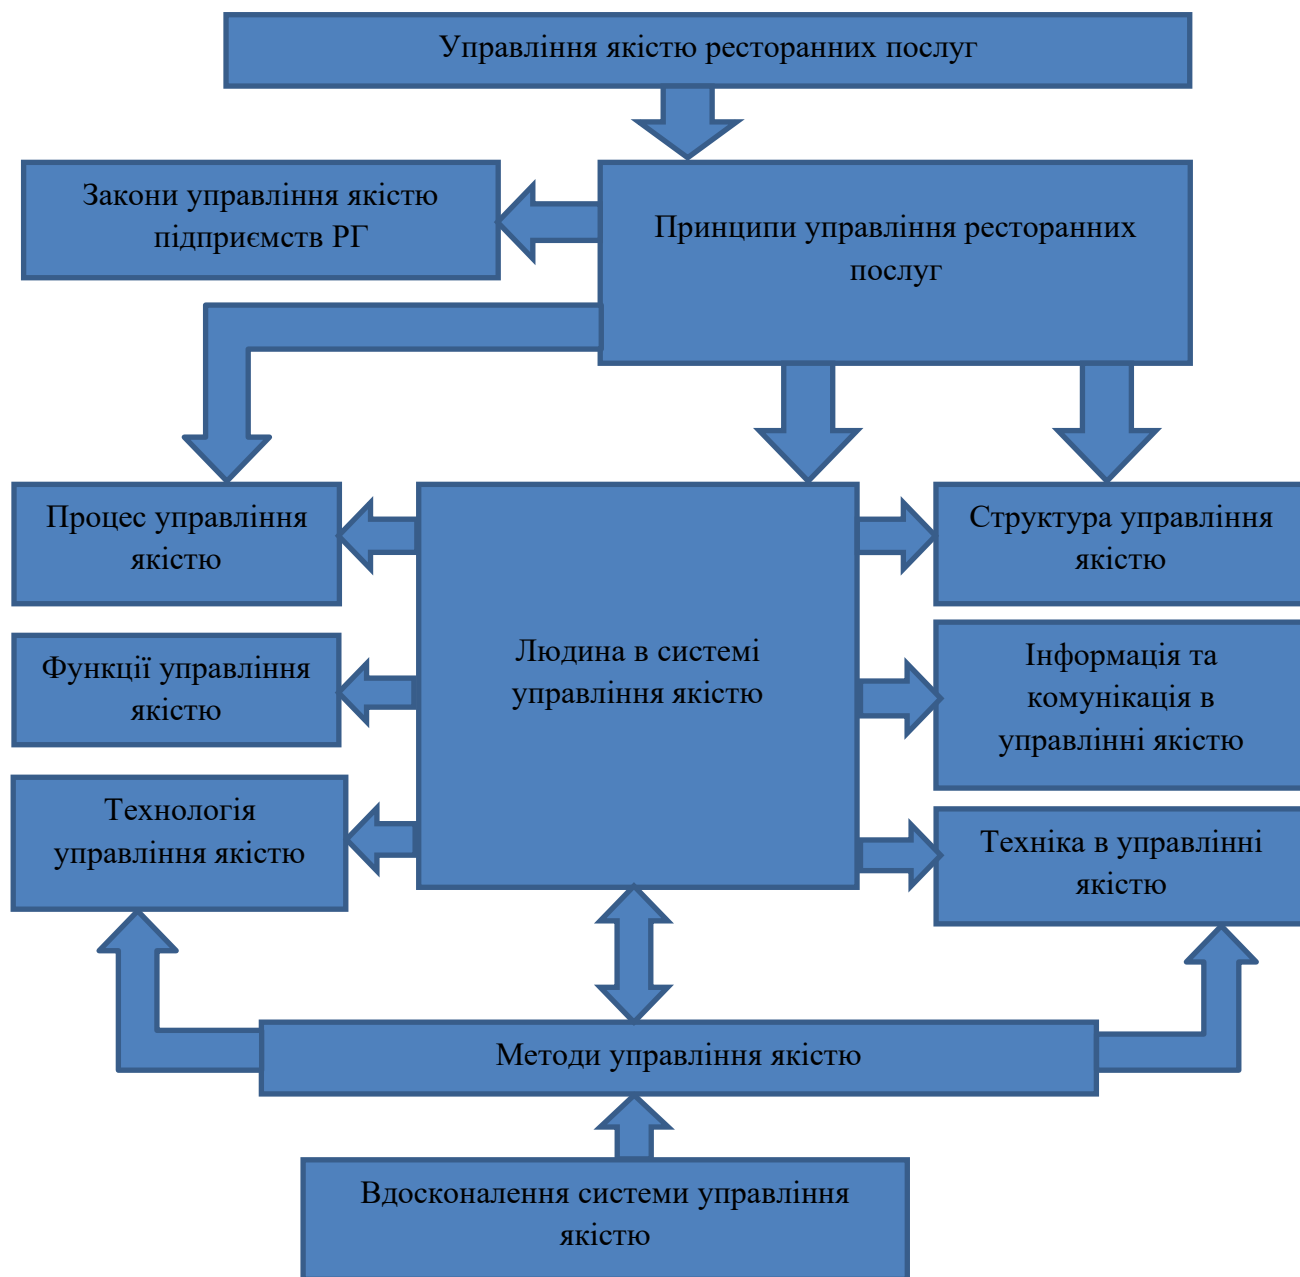 Управління якістю ресторанних послуг
Закони управління якістю
підприємств РГ
Принципи управління ресторанних
послуг
Процес управління
якістю
Людина в системі
управління якістю
Структура управління
якістю
Функції управління
якістю
Інформація та
комунікація в
управлінні якістю
Технологія
управління якістю
Техніка в управлінні
якістю
Методи управління якістю
Вдосконалення системи управління
якістю